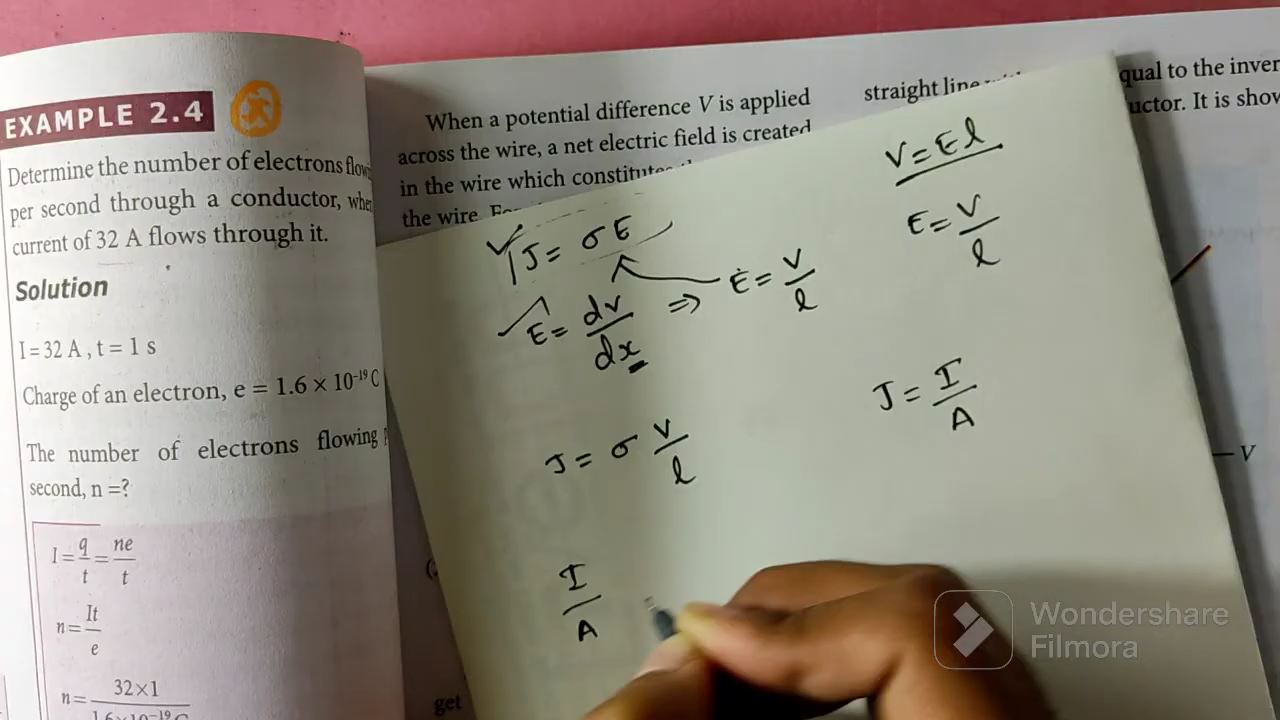 EXAMPLE 2.4
Determine the number of electrons
per second through a conductor,
current of 32 A flows through it.
Solution
I = 32 A , t = 1 s
Charge of an electron, e = 1.6 × 10⁻¹⁹ C
The number of electrons flowing
second, n =?
I = q/t = ne/t
n = It/e
n = 32×1
When a potential difference V is applied
across the wire, a net electric field is created
in the wire which
the wire.
get
straight line
qual to the inver
uctor. It is show
V
J = σE
E = dv/dx ⇒ E = V/l
J = σ V/l
I/A
V = El
E = V/l
J = I/A
Wondershare
Filmora